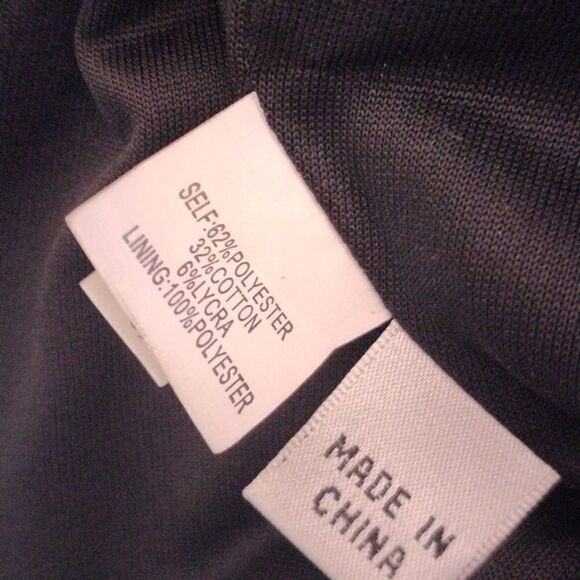 SELF:62%POLYESTER
32%COTTON
6%LYCRA
LINING:100%POLYESTER
MADE IN
CHINA